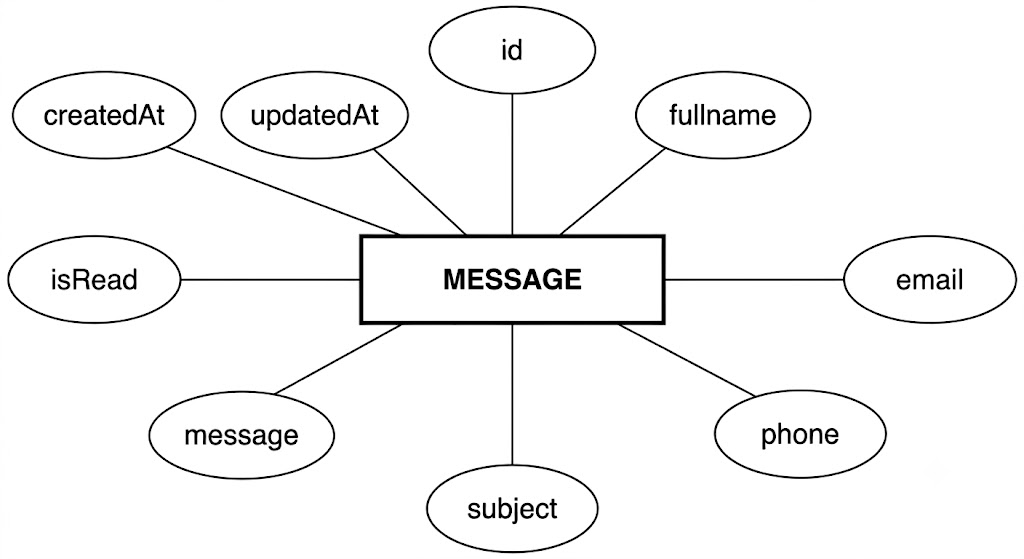 id
createdAt
updatedAt
fullname
isRead
MESSAGE
email
message
phone
subject